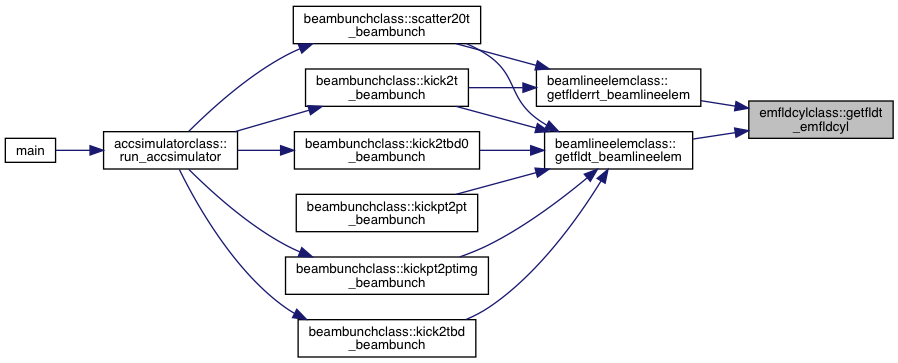 beambunchclass::scatter20t
_beambunch
beambunchclass::kick2t
_beambunch
beamlineelemclass::
getflderrt_beamlineelem
emfldcylclass::getfldt
_emfldcyl
main
accsimulatorclass::
run_accsimulator
beambunchclass::kick2tbd0
_beambunch
beamlineelemclass::
getfldt_beamlineelem
beambunchclass::kickpt2pt
_beambunch
beambunchclass::kickpt2ptimg
_beambunch
beambunchclass::kick2tbd
_beambunch